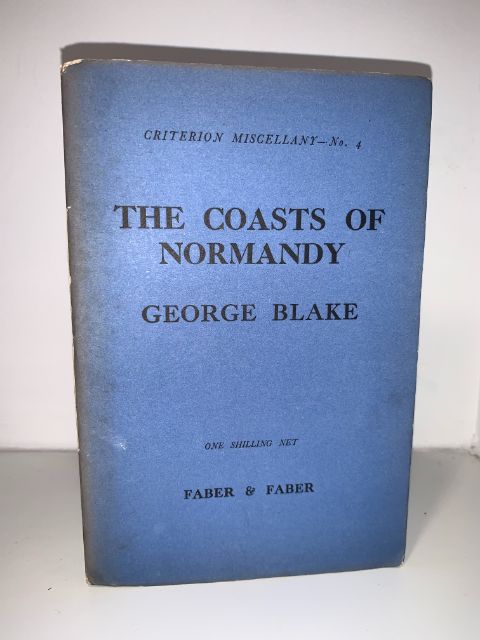 CRITERION MISCELLANY—No. 4
THE COASTS OF
NORMANDY
GEORGE BLAKE
ONE SHILLING NET
FABER & FABER